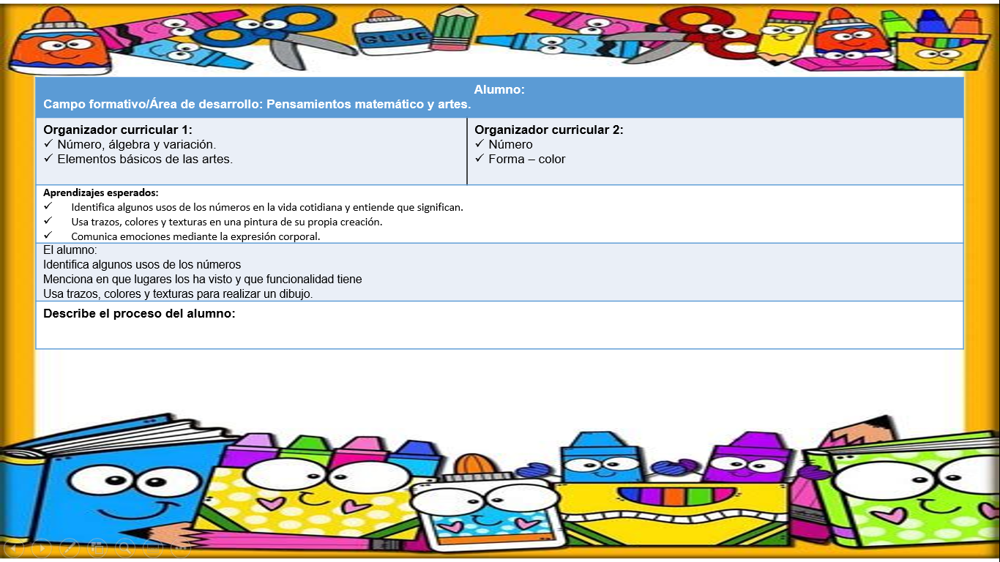 GLUE
Alumno:
Campo formativo/Área de desarrollo: Pensamientos matemático y artes.
Organizador curricular 1:
✓ Número, álgebra y variación.
✓ Elementos básicos de las artes.
Organizador curricular 2:
✓ Número
✓ Forma – color
Aprendizajes esperados:
✓ Identifica algunos usos de los números en la vida cotidiana y entiende que significan.
✓ Usa trazos, colores y texturas en una pintura de su propia creación.
✓ Comunica emociones mediante la expresión corporal.
El alumno:
Identifica algunos usos de los números
Menciona en que lugares los ha visto y que funcionalidad tiene
Usa trazos, colores y texturas para realizar un dibujo.
Describe el proceso del alumno: